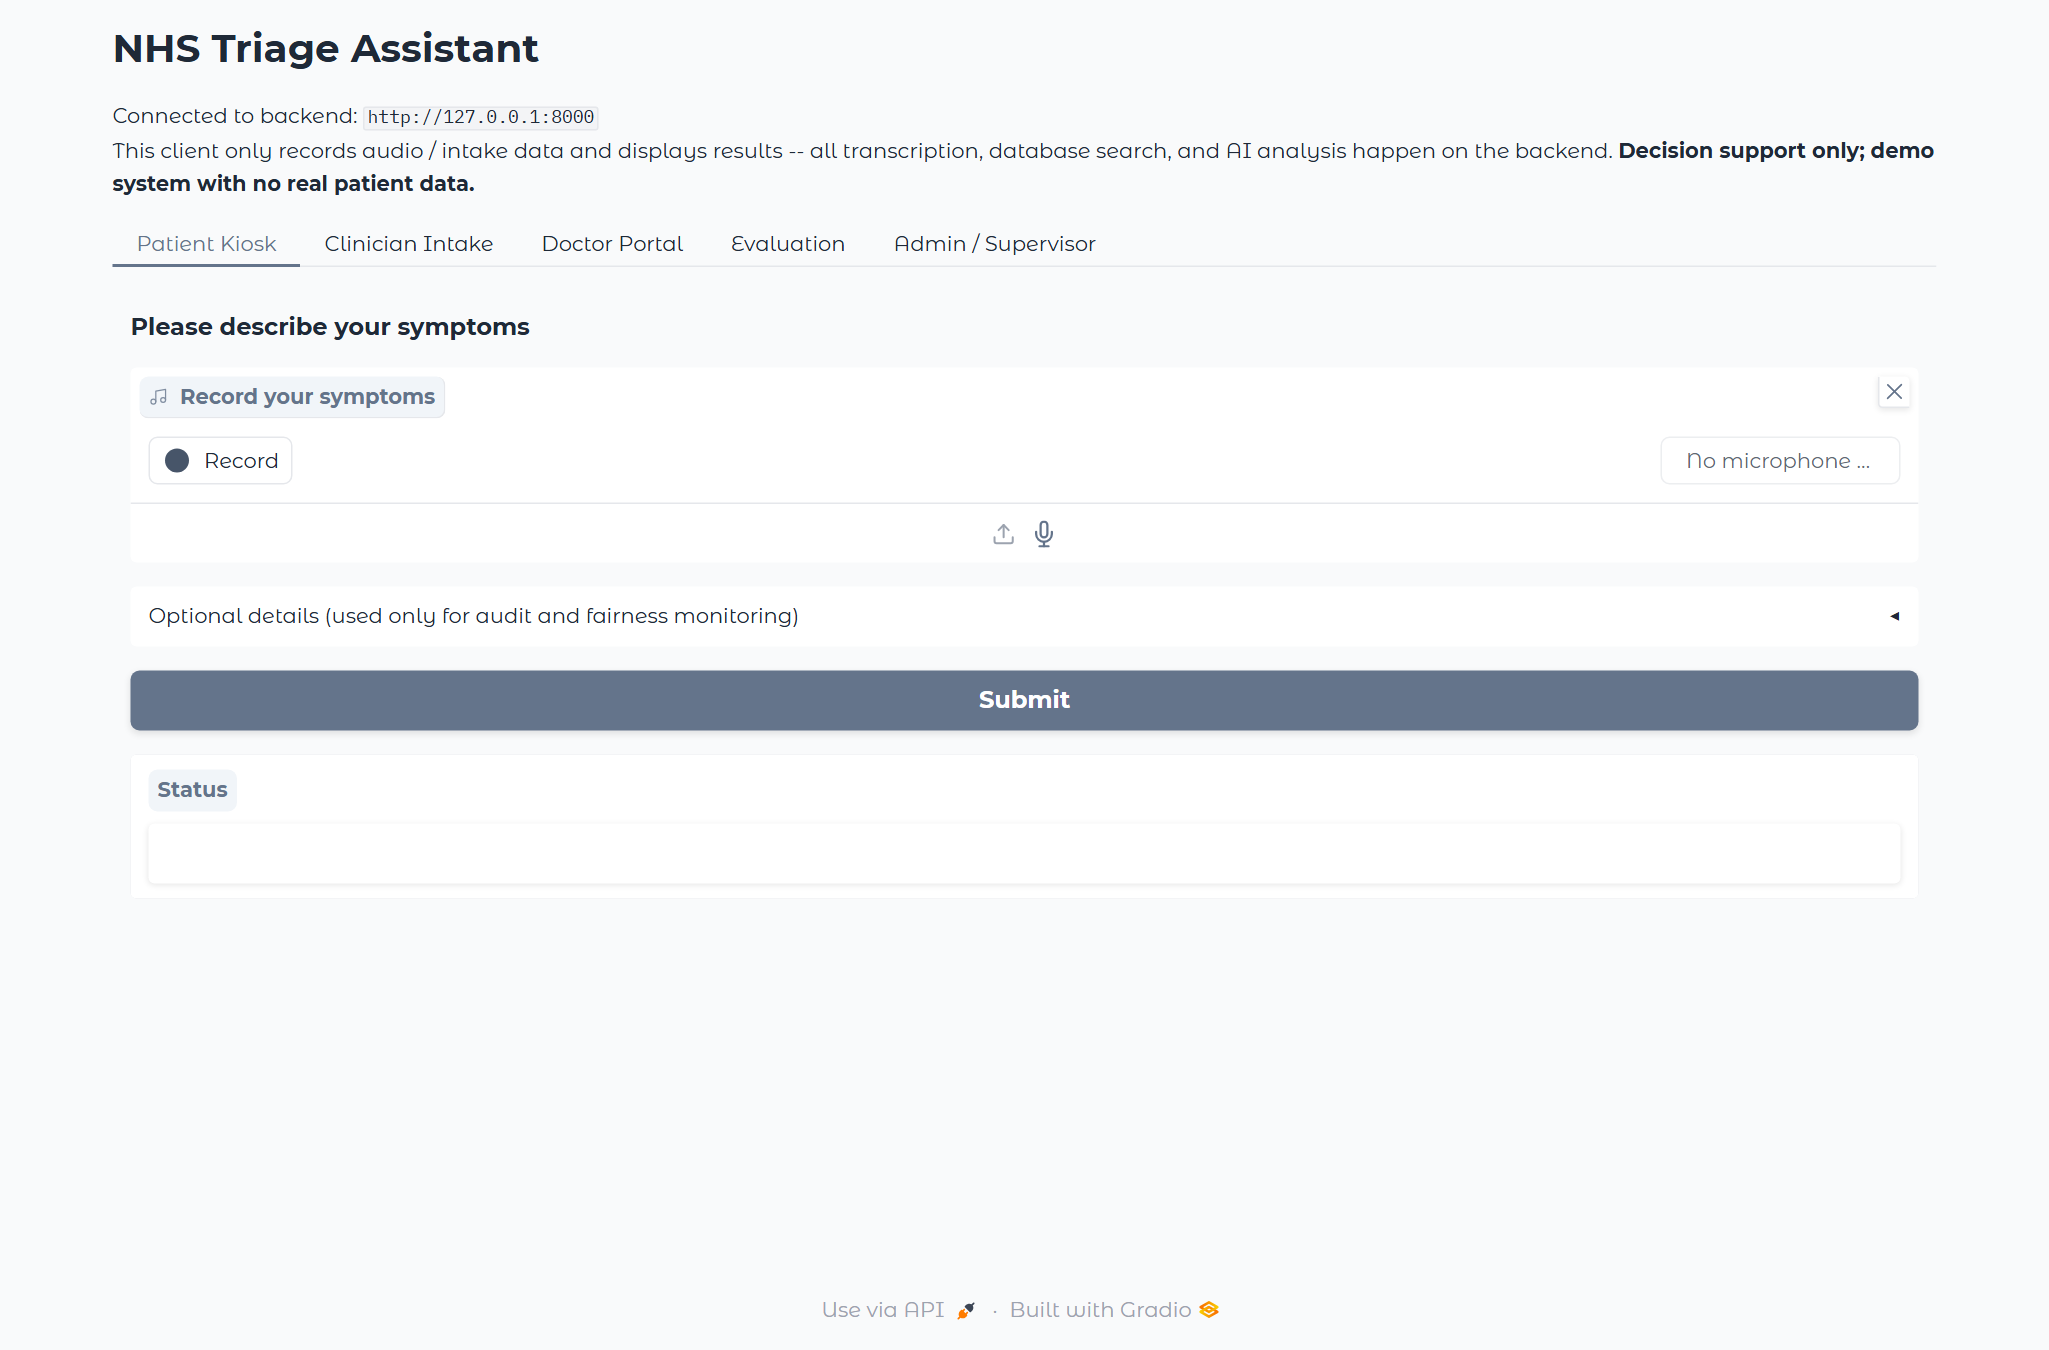 NHS Triage Assistant
Connected to backend: http://127.0.0.1:8000
This client only records audio / intake data and displays results -- all transcription, database search, and AI analysis happen on the backend. Decision support only; demo
system with no real patient data.
Patient Kiosk Clinician Intake Doctor Portal Evaluation Admin / Supervisor
Please describe your symptoms
Record your symptoms
Record No microphone ...
Optional details (used only for audit and fairness monitoring)
Submit
Status
Use via API · Built with Gradio